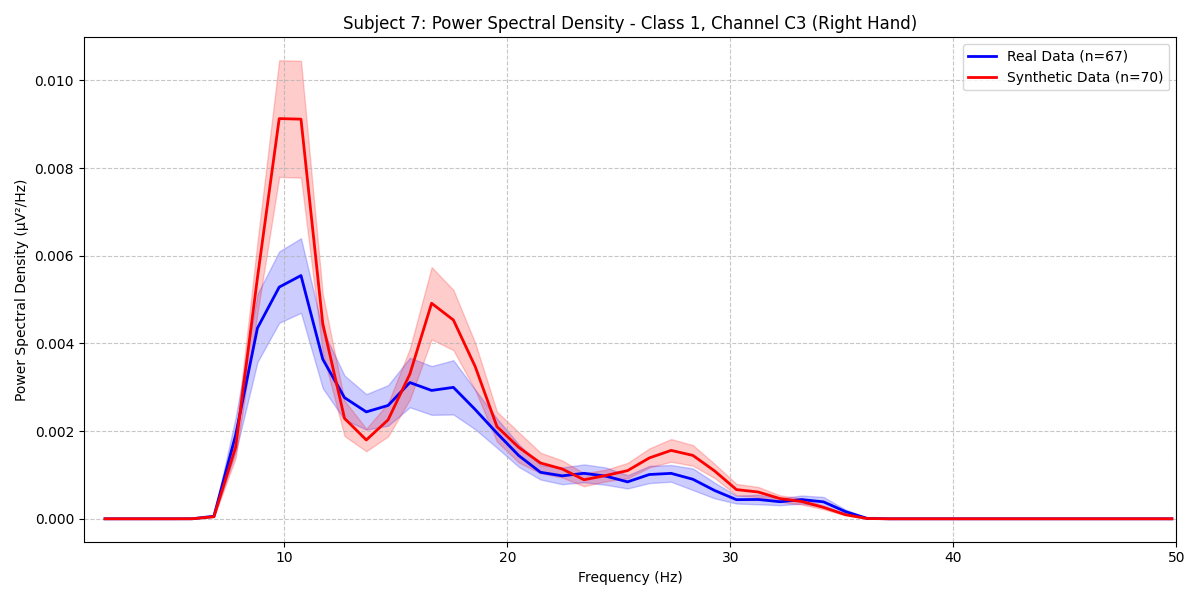 Subject 7: Power Spectral Density - Class 1, Channel C3 (Right Hand)
Real Data (n=67)
Synthetic Data (n=70)
Power Spectral Density (μV²/Hz)
0.010
0.008
0.006
0.004
0.002
0.000
10
20
30
40
50
Frequency (Hz)